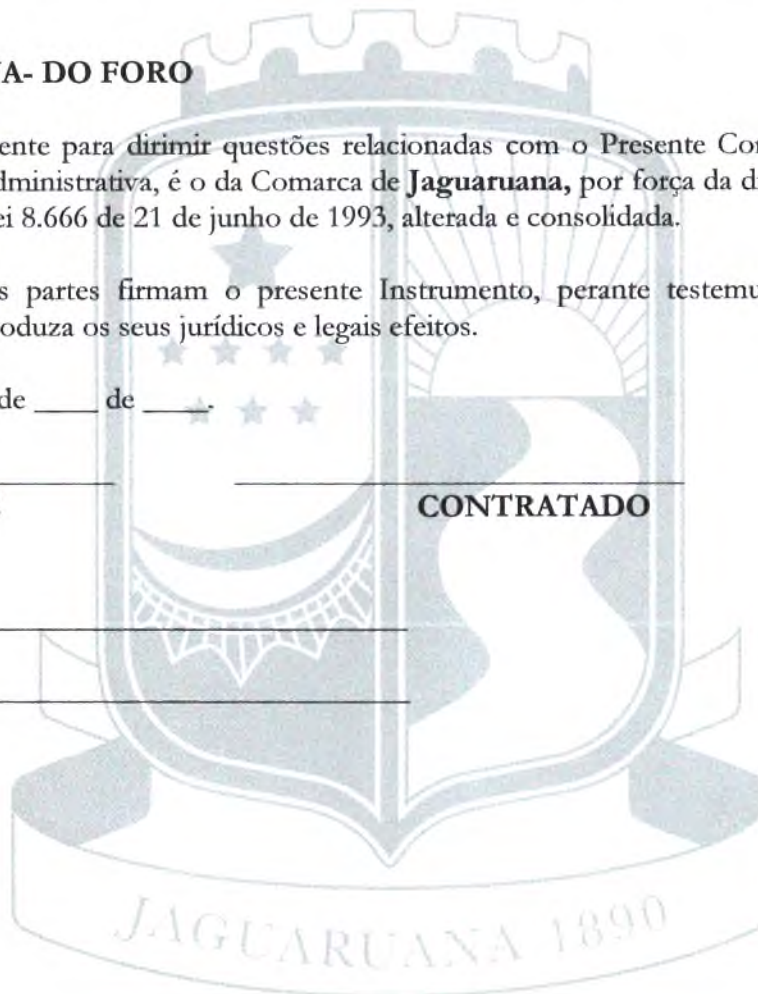 A- DO FORO
ente para dirimir questões relacionadas com o Presente Con
dministrativa, é o da Comarca de Jaguaruana, por força da d
ei 8.666 de 21 de junho de 1993, alterada e consolidada.
s partes firmam o presente Instrumento, perante testemu
oduza os seus jurídicos e legais efeitos.
de ____ de ____.
CONTRATADO
JAGUARUANA 1890